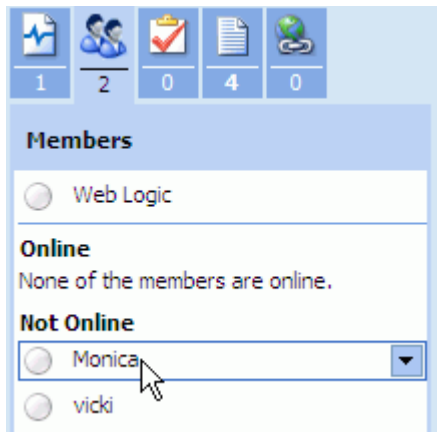 1 2 0 4 0
Members
Web Logic
Online
None of the members are online.
Not Online
Monica
vicki